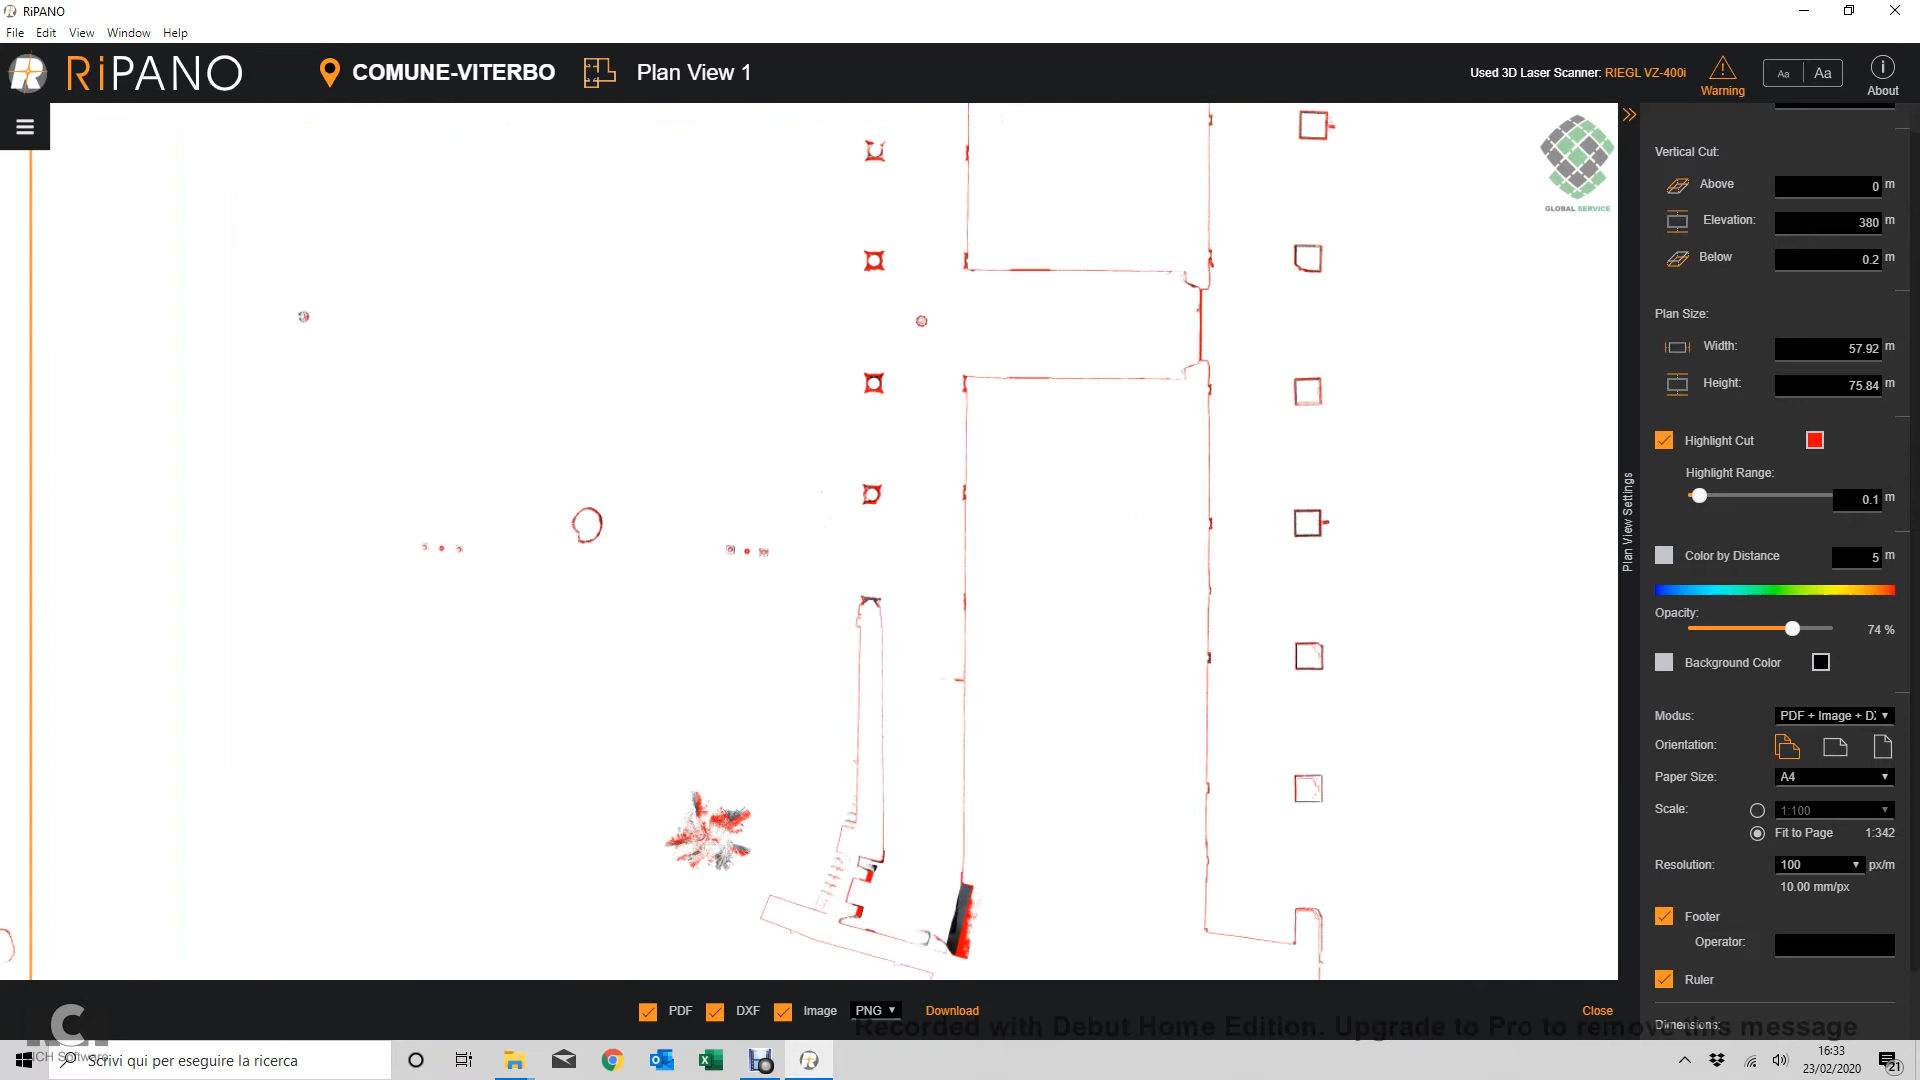 RiPANO
File Edit View Window Help
RiPANO
COMUNE-VITERBO
Plan View 1
Used 3D Laser Scanner: RIEGL VZ-400i
Warning
Aa Aa
About
GLOBAL SERVICE
Plan View Settings
Vertical Cut:
Above 0 m
Elevation: 380 m
Below 0.2 m
Plan Size:
Width: 57.92 m
Height: 75.84 m
Highlight Cut
Highlight Range:
0.1 m
Color by Distance 5 m
Opacity:
74 %
Background Color
Modus: PDF + Image + D
Orientation:
Paper Size: A4
Scale: 1:100
Fit to Page 1:342
Resolution: 100 px/m
10.00 mm/px
Footer
Operator:
Ruler
Dimensions:
PDF DXF Image PNG Download Close
Recorded with Debut Home Edition. Upgrade to Pro to remove this message
NCH Software
Scrivi qui per eseguire la ricerca
16:33
23/02/2020
21